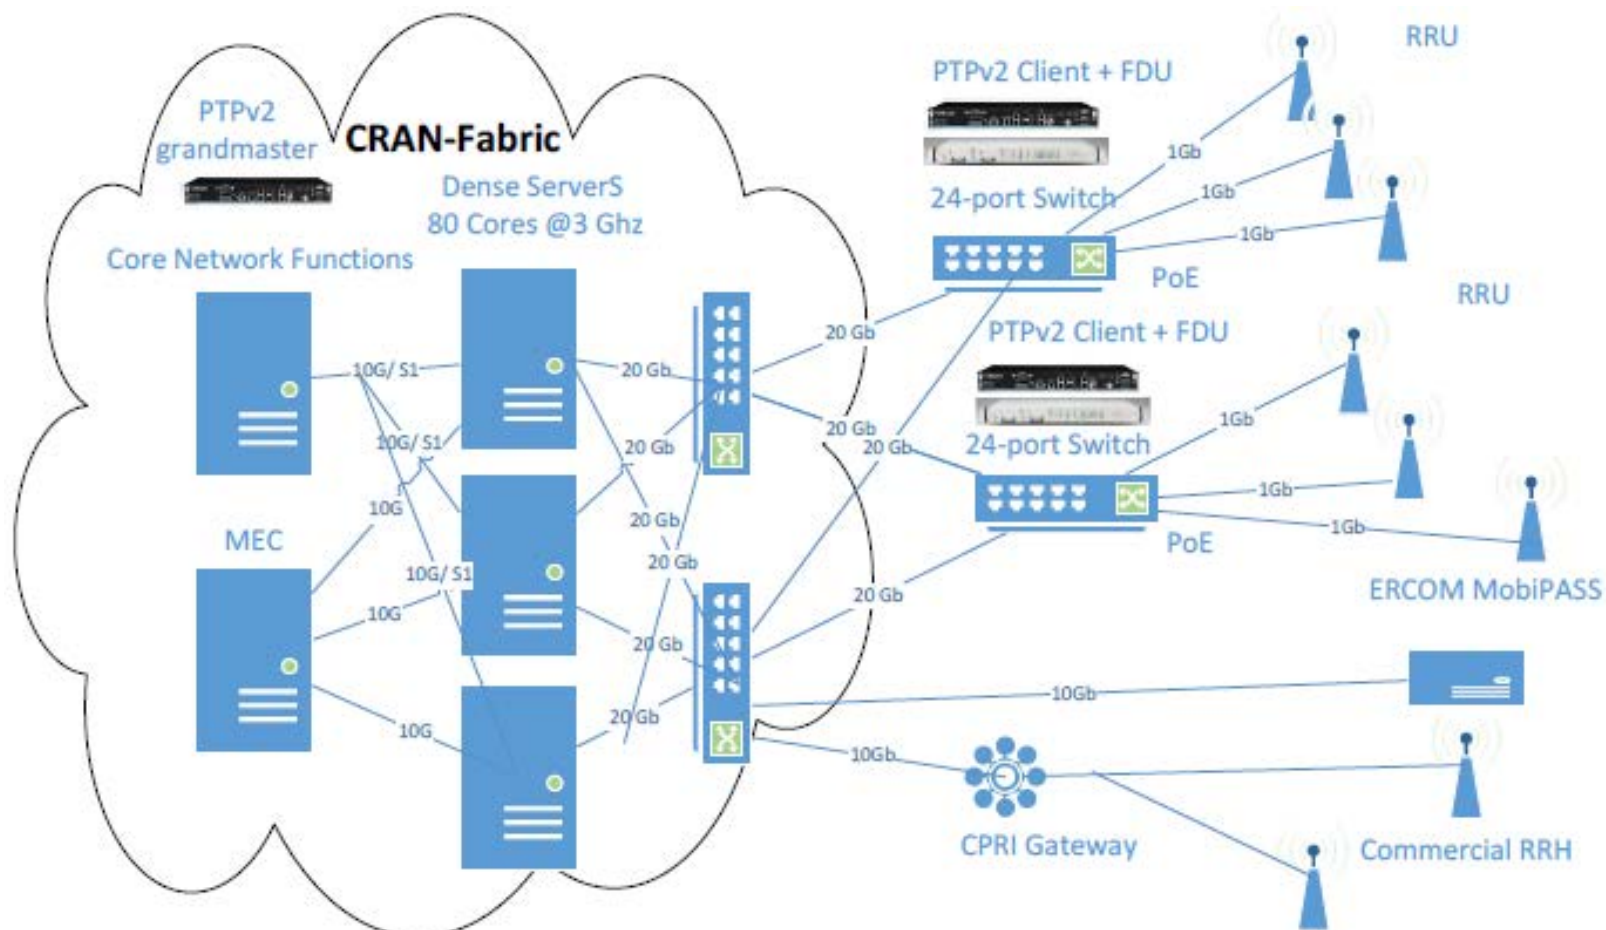 RRU
PTPv2 Client + FDU
PTPv2
grandmaster
CRAN-Fabric
Dense ServerS
80 Cores @3 Ghz
Core Network Functions
24-port Switch
1Gb
1Gb
1Gb
PoE
RRU
PTPv2 Client + FDU
20 Gb
10G/ S1
20 Gb
10G/ S1
20 Gb
20 Gb
20 Gb
24-port Switch
1Gb
1Gb
1Gb
10G
20 Gb
MEC
PoE
20 Gb
10G/ S1
10G
20 Gb
ERCOM MobiPASS
20 Gb
10G
20 Gb
10Gb
10Gb
CPRI Gateway
Commercial RRH